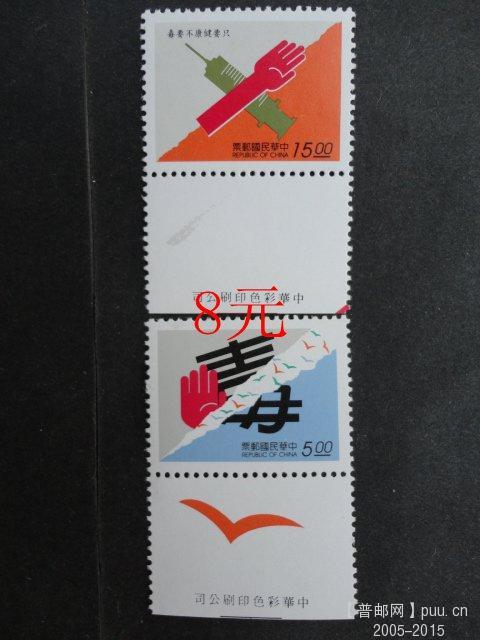 只要健康不要毒
中華民國郵票
REPUBLIC OF CHINA
15.00
中華彩色印刷公司
8元
毒
中華民國郵票
REPUBLIC OF CHINA
5.00
中華彩色印刷公司
【普邮网】puu.cn
2005-2015